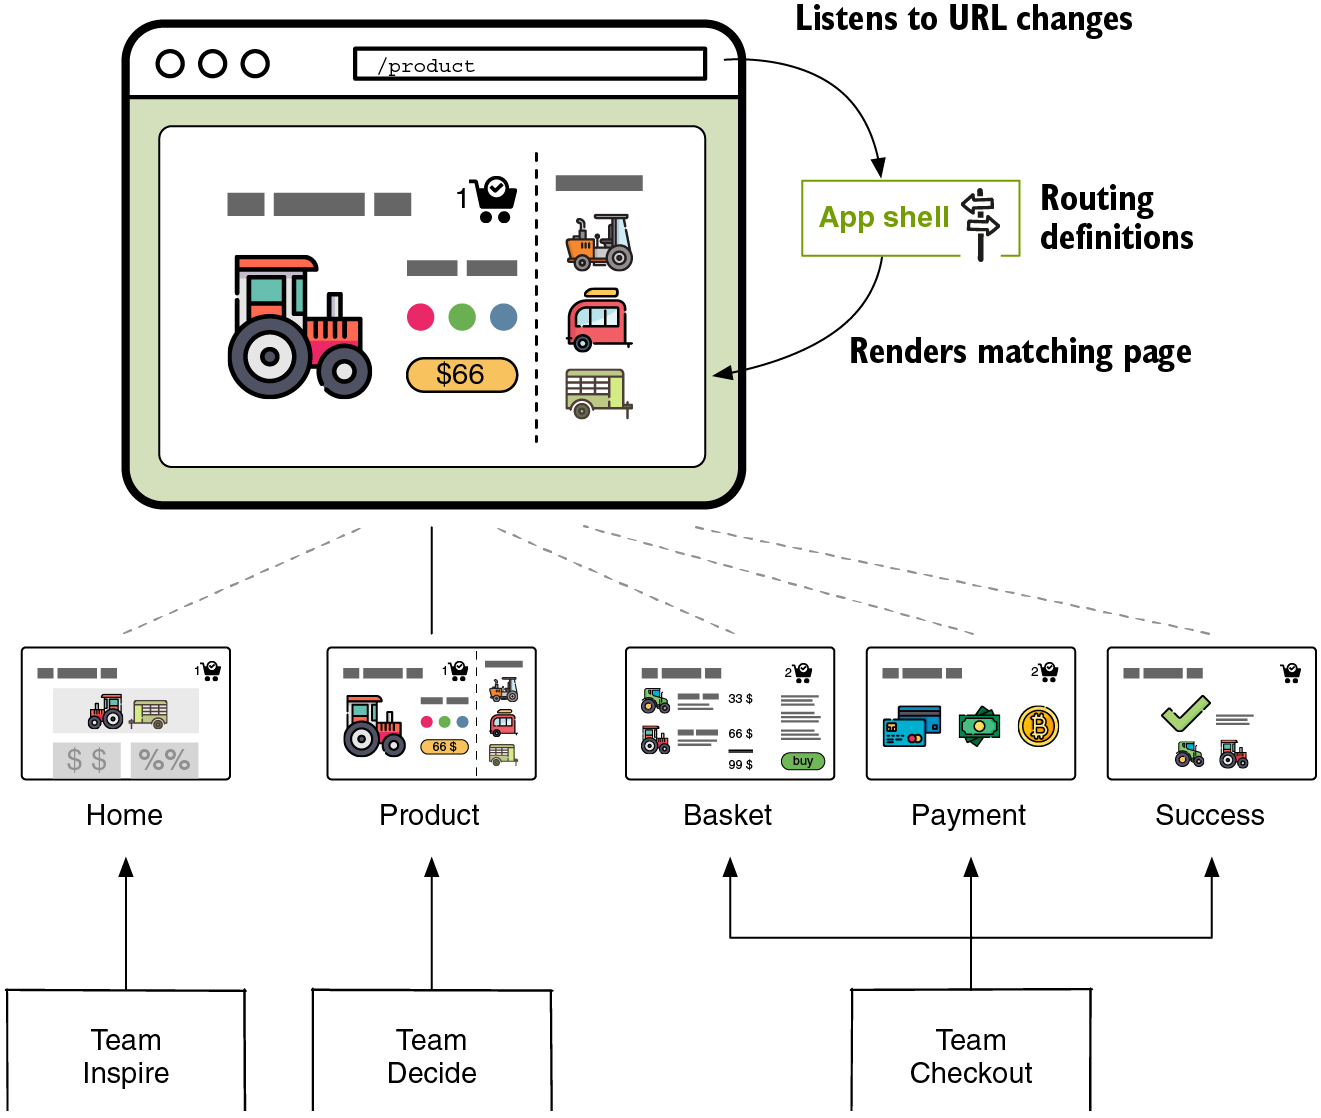 Listens to URL changes
/product
1
App shell
Routing
definitions
Renders matching page
$66
1
$ $
%%
1
66 $
2
33 $
66 $
99 $
buy
2
Home
Product
Basket
Payment
Success
Team
Inspire
Team
Decide
Team
Checkout